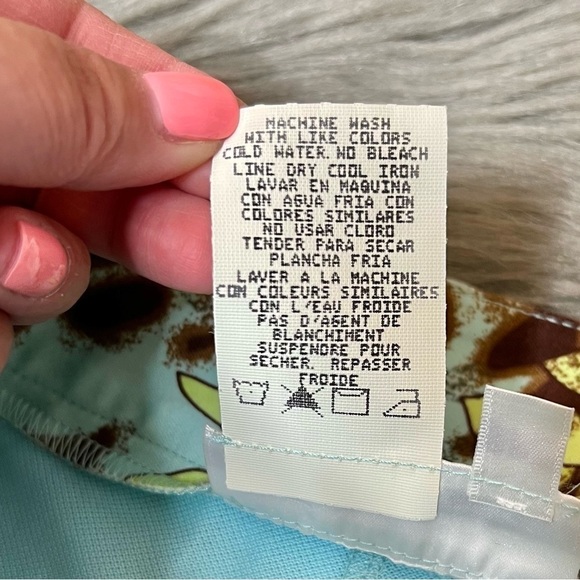 MACHINE WASH
WITH LIKE COLORS
COLD WATER. NO BLEACH
LINE DRY COOL IRON
LAVAR EN MAQUINA
CON AGUA FRIA CON
COLORES SIMILARES
NO USAR CLORO
TENDER PARA SECAR
PLANCHA FRIA
LAVER A LA MACHINE
CON COLEURS SIMILAIRES
CON L'EAU FROIDE
PAS D'AGENT DE
BLANCHIMENT
SUSPENDRE POUR
SECHER. REPASSER
FROIDE